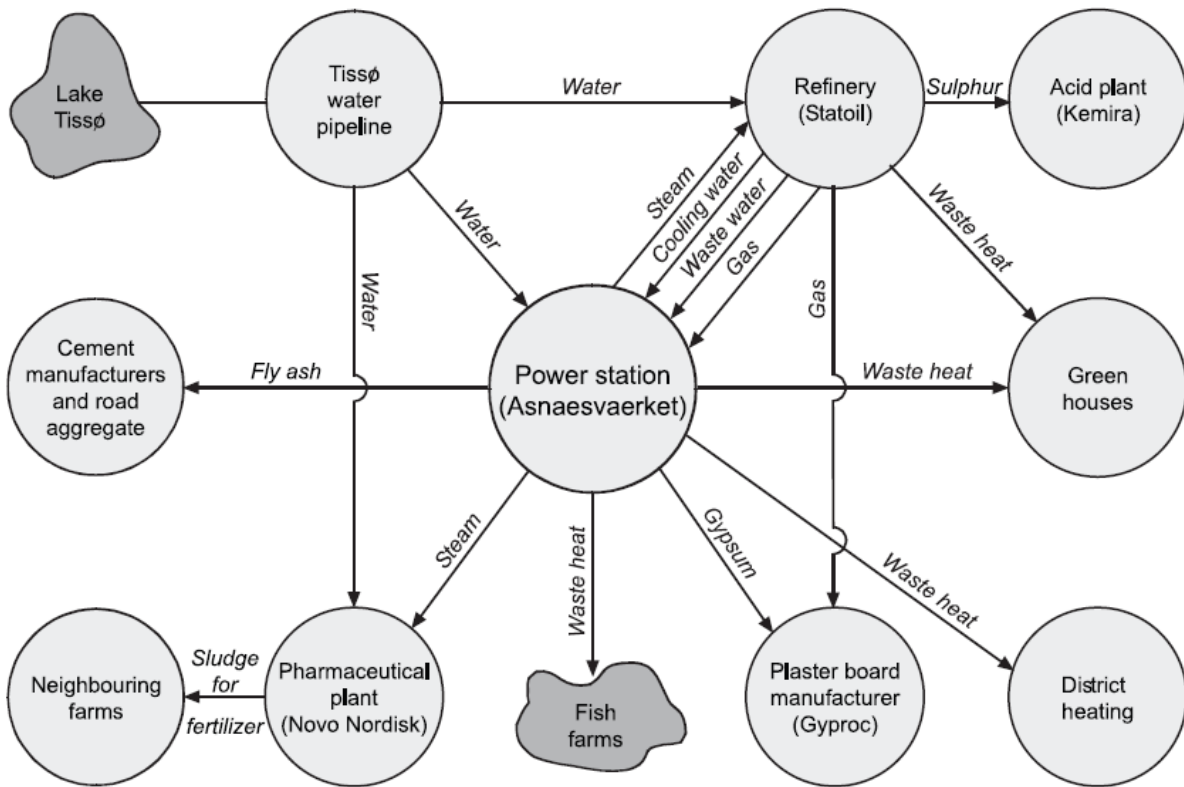 Lake
Tissø
Tissø
water
pipeline
Water
Refinery
(Statoil)
Sulphur
Acid plant
(Kemira)
Water
Water
Steam
Cooling water
Waste water
Gas
Gas
Waste heat
Cement
manufacturers
and road
aggregate
Fly ash
Power station
(Asnaesvaerket)
Waste heat
Green
houses
Steam
Waste heat
Gypsum
Waste heat
Neighbouring
farms
Sludge
for
fertilizer
Pharmaceutical
plant
(Novo Nordisk)
Fish
farms
Plaster board
manufacturer
(Gyproc)
District
heating